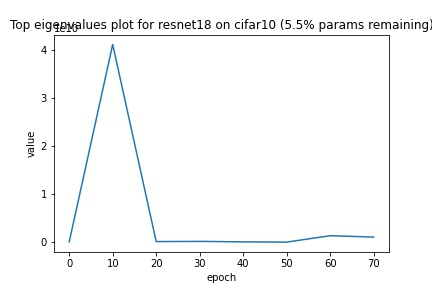 Top eigenvalues plot for resnet18 on cifar10 (5.5% params remaining)
1e10
4
3
2
1
0
value
0 10 20 30 40 50 60 70
epoch